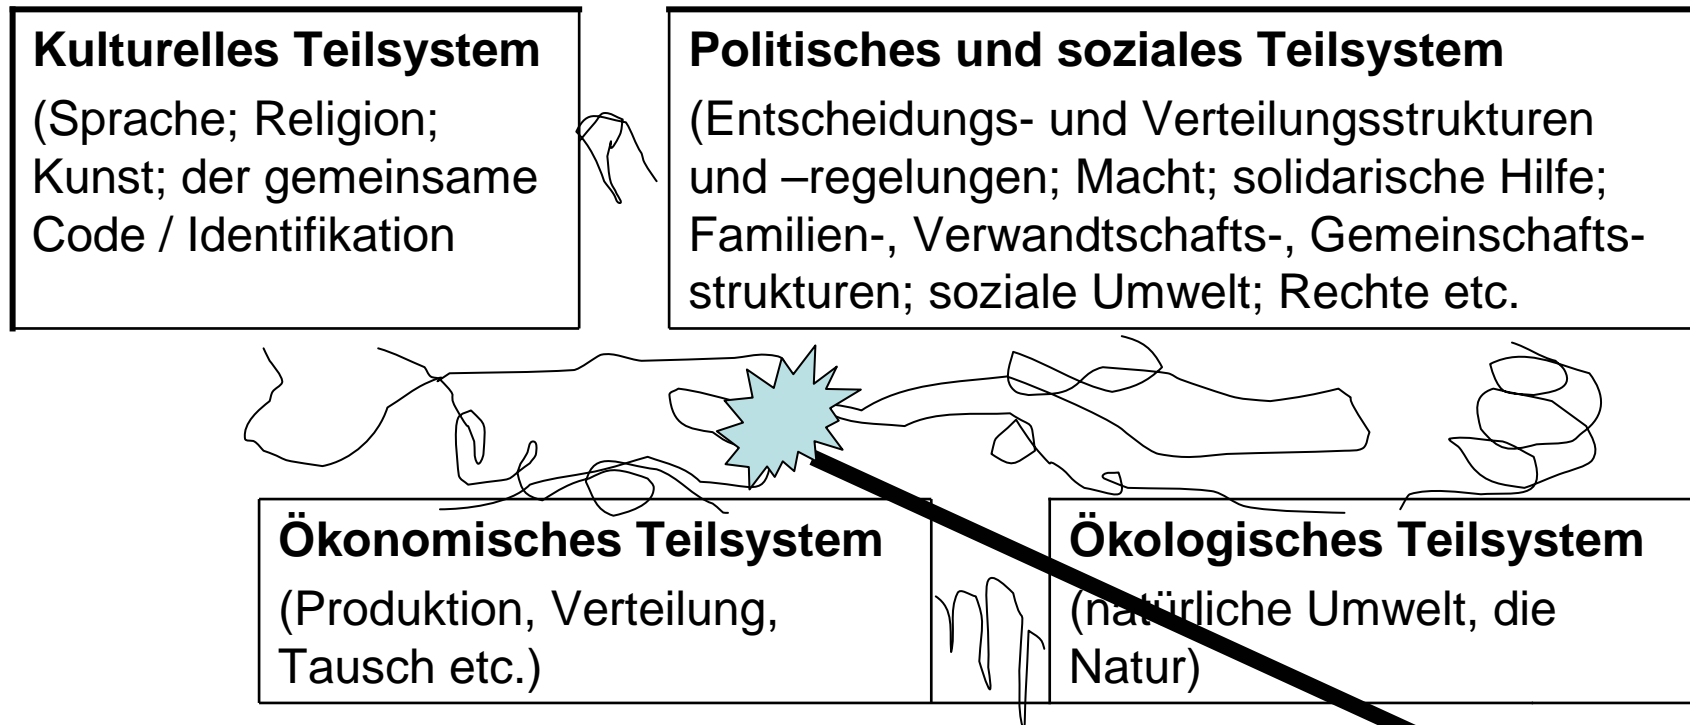 Kulturelles Teilsystem
(Sprache; Religion;
Kunst; der gemeinsame
Code / Identifikation
Politisches und soziales Teilsystem
(Entscheidungs- und Verteilungsstrukturen
und –regelungen; Macht; solidarische Hilfe;
Familien-, Verwandtschafts-, Gemeinschafts-
strukturen; soziale Umwelt; Rechte etc.
Ökonomisches Teilsystem
(Produktion, Verteilung,
Tausch etc.)
Ökologisches Teilsystem
(natürliche Umwelt, die
Natur)